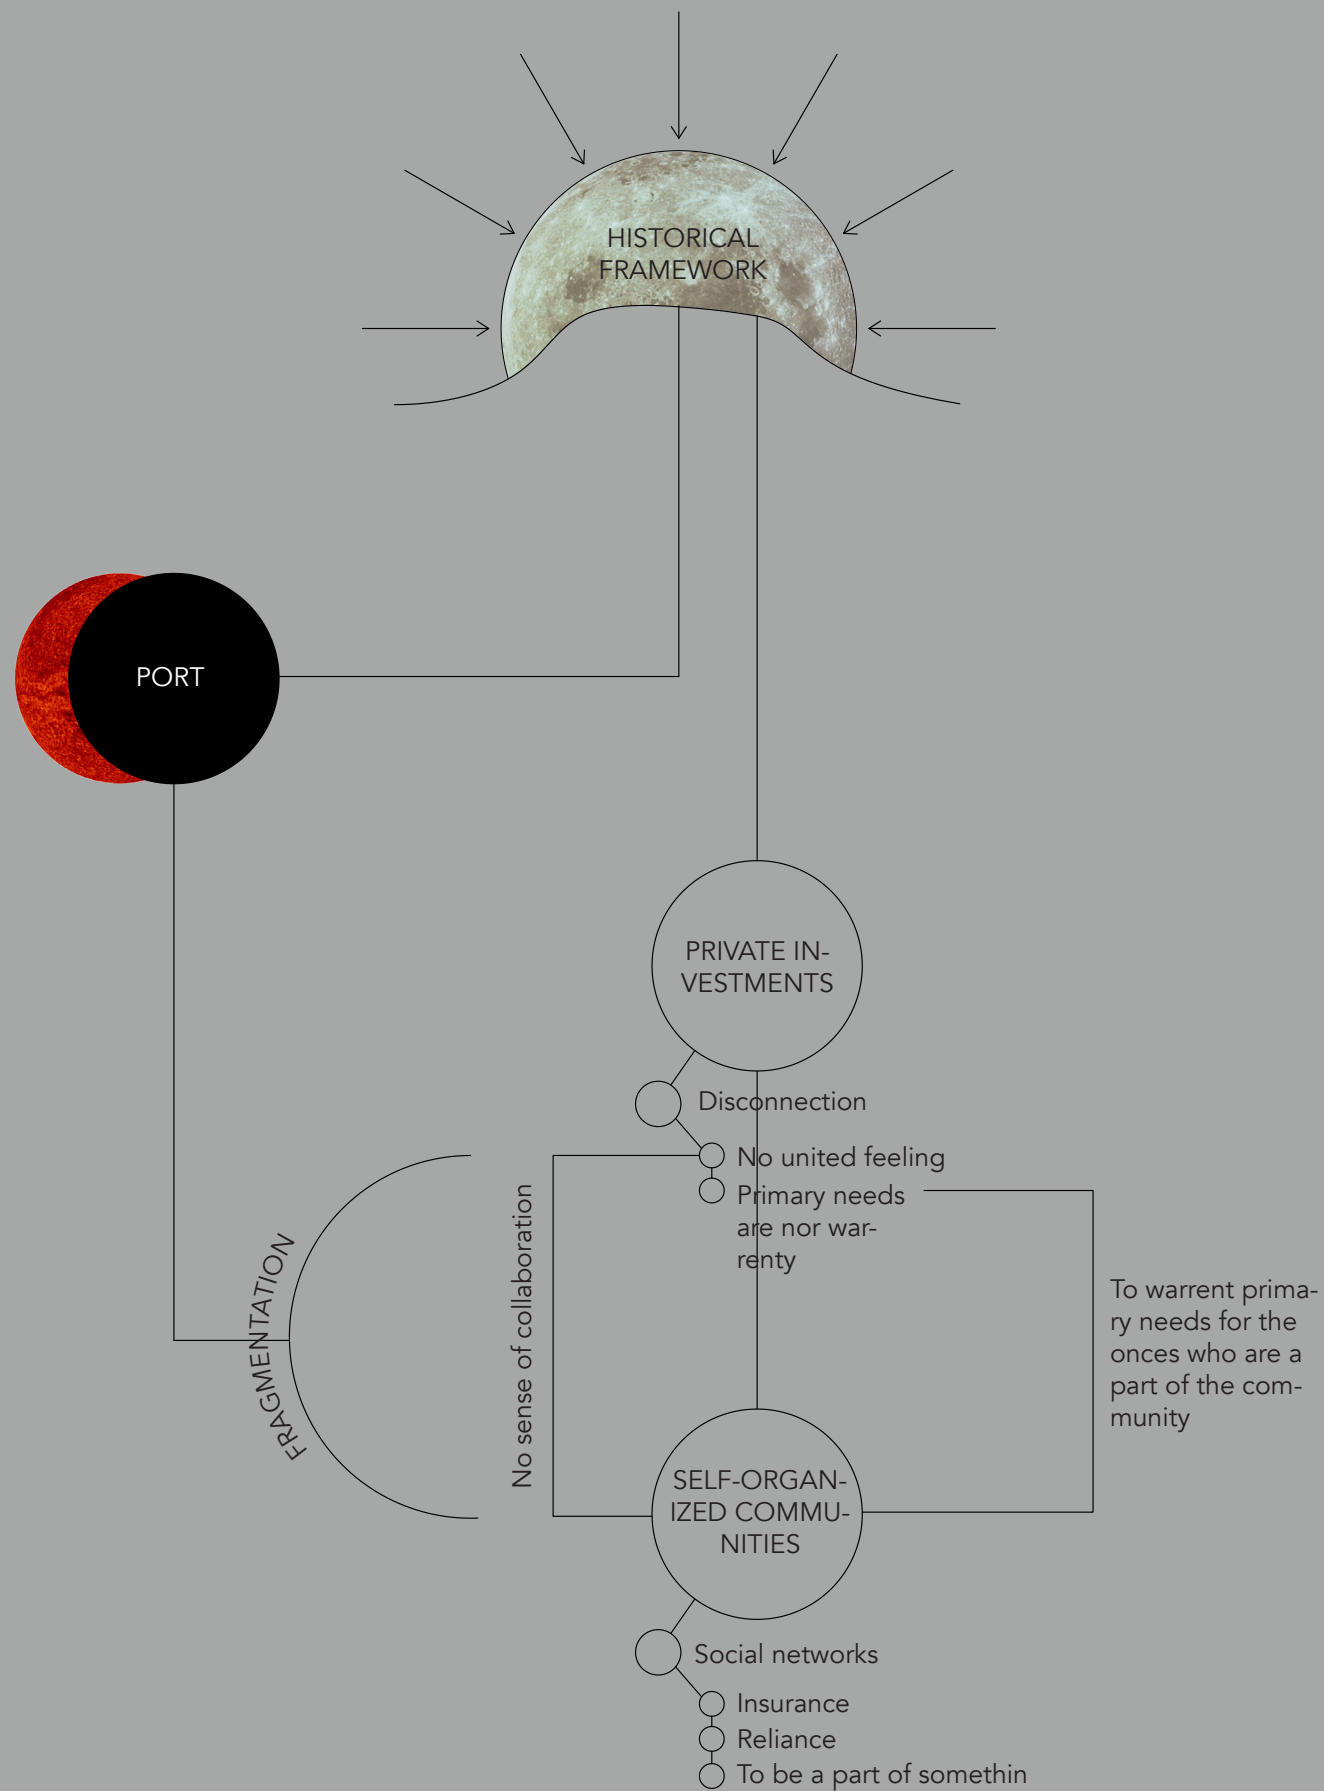 HISTORICAL
FRAMEWORK
PORT
PRIVATE IN-
VESTMENTS
Disconnection
No united feeling
Primary needs
are nor war-
renty
No sense of collaboration
FRAGMENTATION
To warrent prima-
ry needs for the
onces who are a
part of the com-
munity
SELF-ORGAN-
IZED COMMU-
NITIES
Social networks
Insurance
Reliance
To be a part of somethin